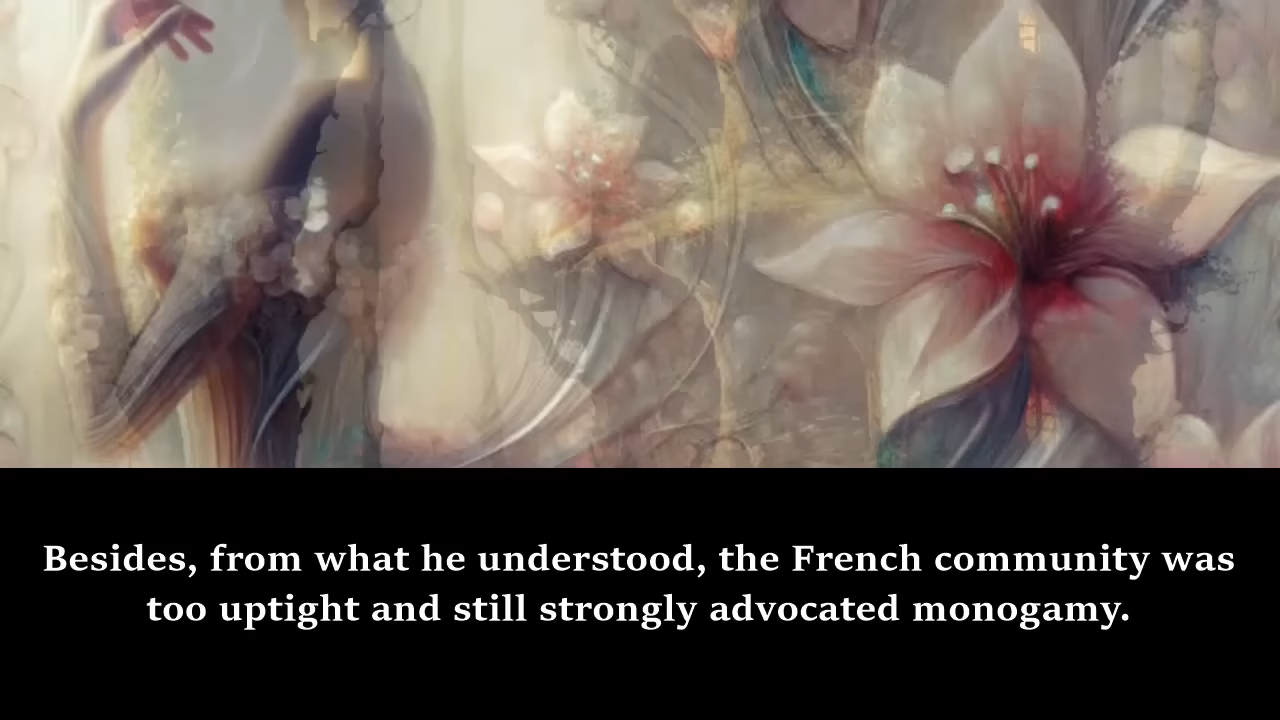 Besides, from what he understood, the French community was
too uptight and still strongly advocated monogamy.